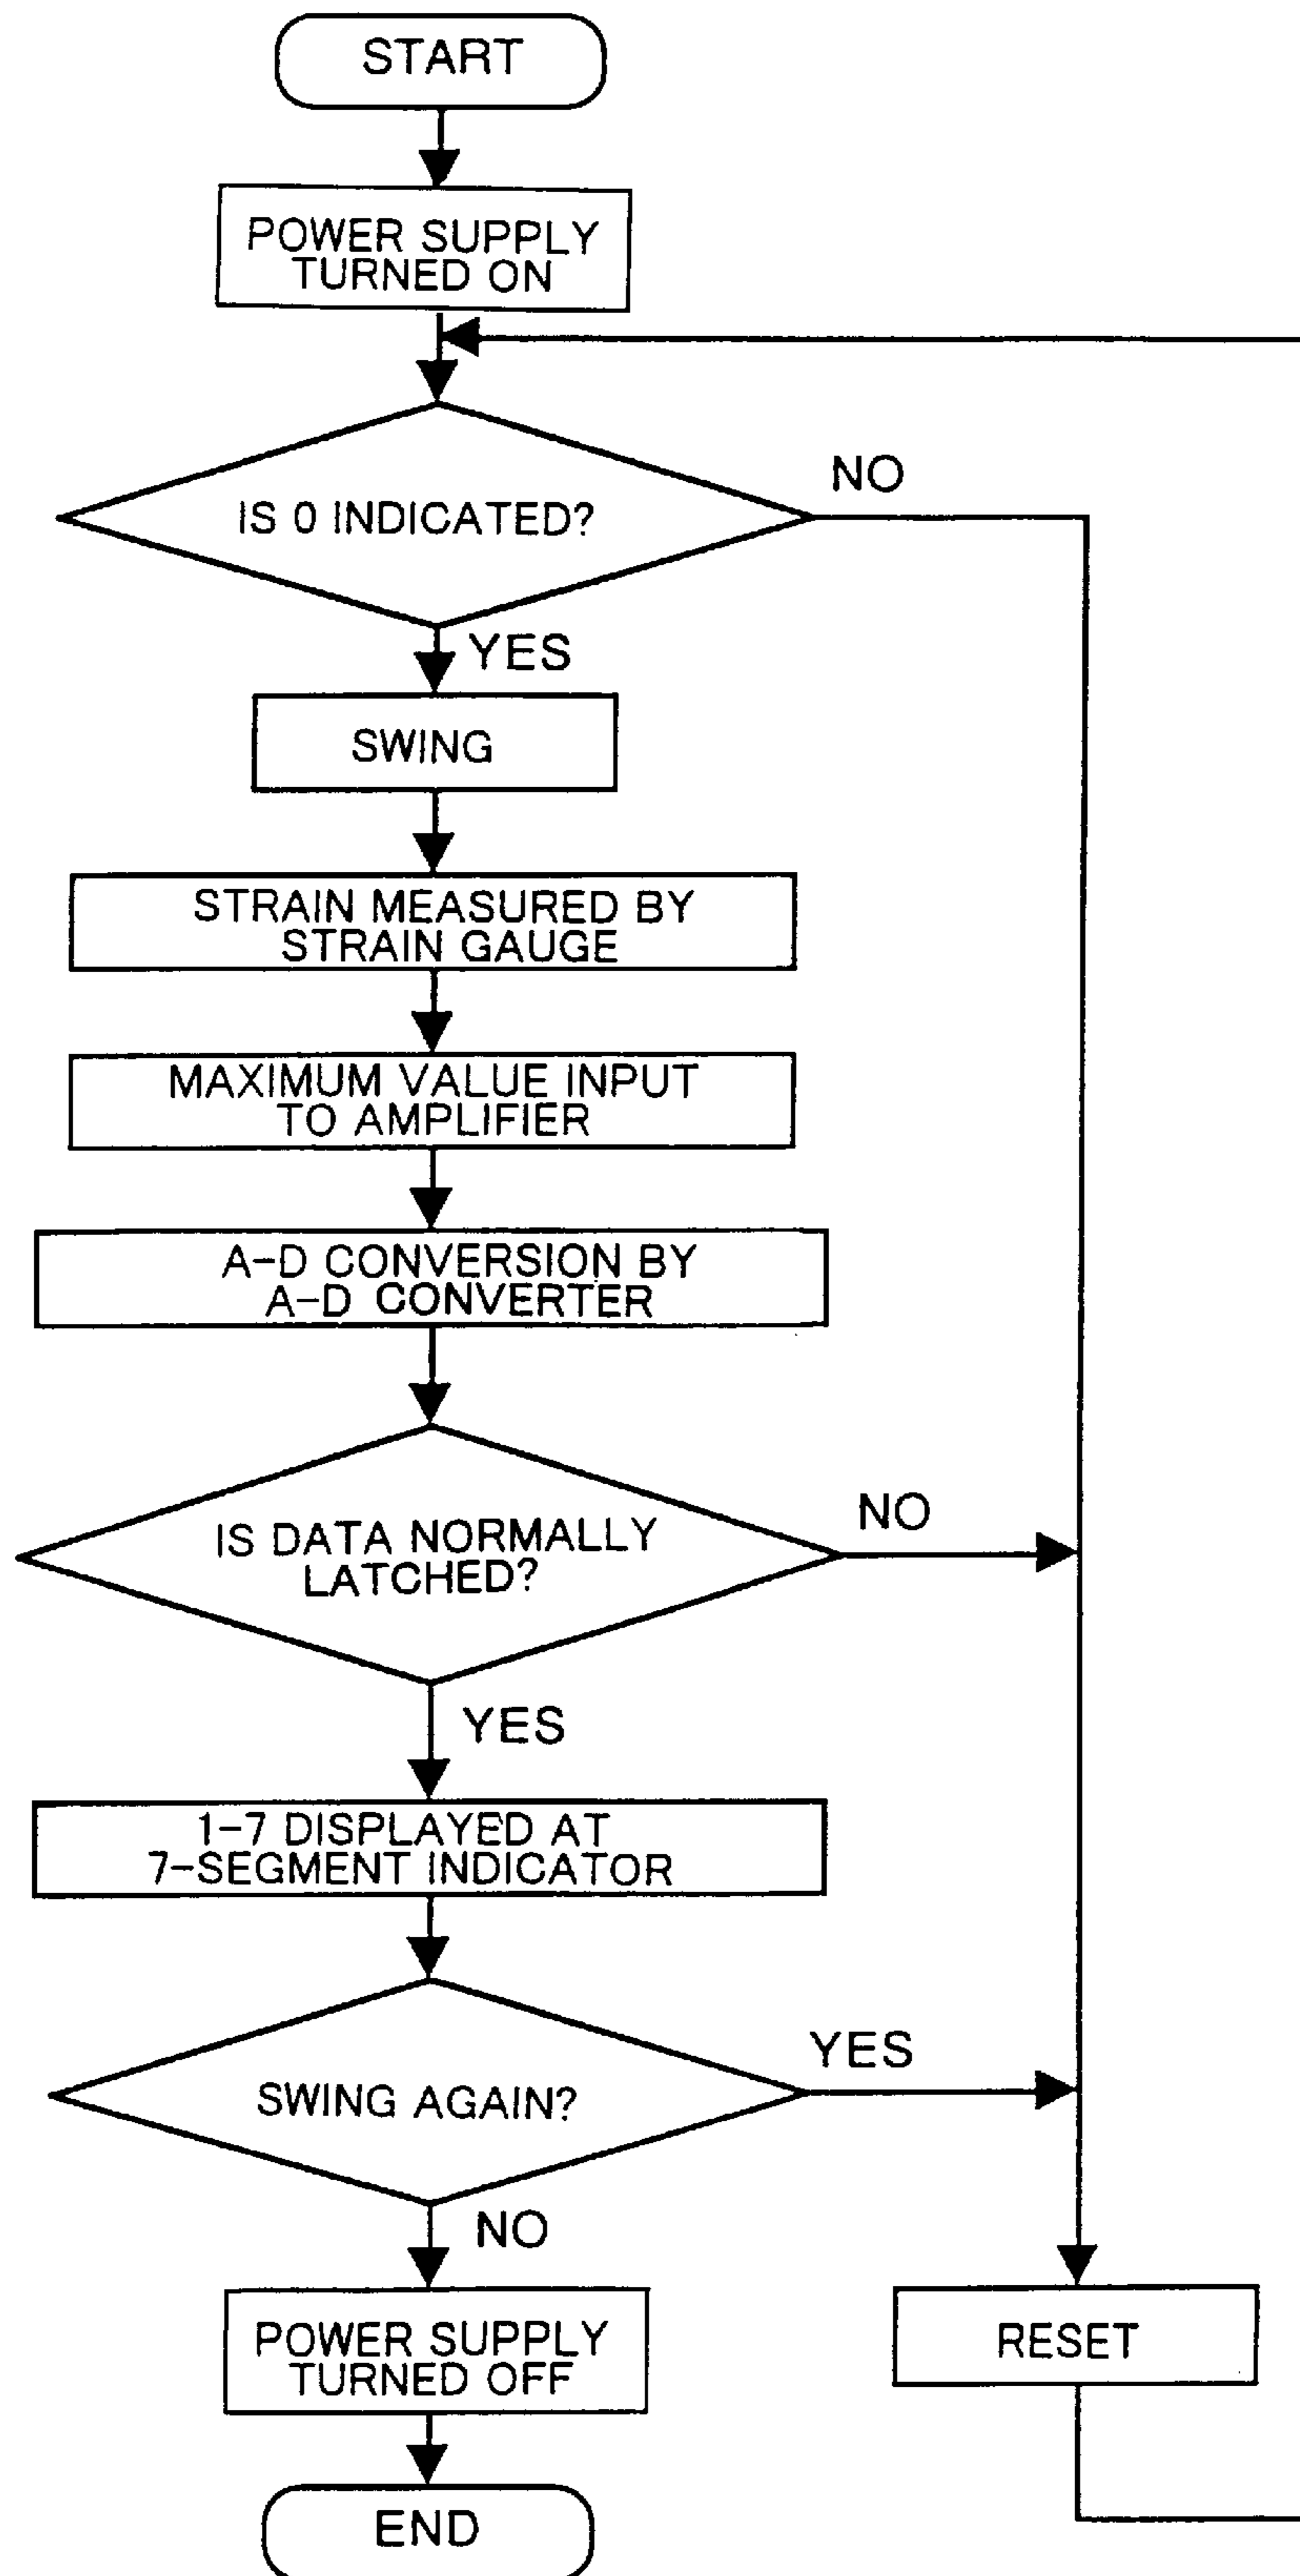 START
POWER SUPPLY
TURNED ON
IS 0 INDICATED?
NO
YES
SWING
STRAIN MEASURED BY
STRAIN GAUGE
MAXIMUM VALUE INPUT
TO AMPLIFIER
A-D CONVERSION BY
A-D CONVERTER
IS DATA NORMALLY
LATCHED?
NO
YES
1-7 DISPLAYED AT
7-SEGMENT INDICATOR
SWING AGAIN?
YES
NO
POWER SUPPLY
TURNED OFF
RESET
END